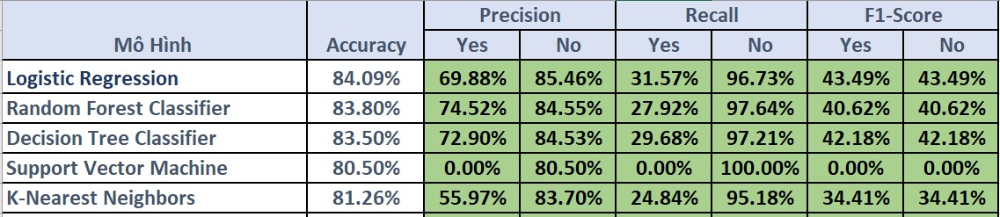 Precision Recall F1-Score
Mô Hình Accuracy Yes No Yes No Yes No
Logistic Regression 84.09% 69.88% 85.46% 31.57% 96.73% 43.49% 43.49%
Random Forest Classifier 83.80% 74.52% 84.55% 27.92% 97.64% 40.62% 40.62%
Decision Tree Classifier 83.50% 72.90% 84.53% 29.68% 97.21% 42.18% 42.18%
Support Vector Machine 80.50% 0.00% 80.50% 0.00% 100.00% 0.00% 0.00%
K-Nearest Neighbors 81.26% 55.97% 83.70% 24.84% 95.18% 34.41% 34.41%